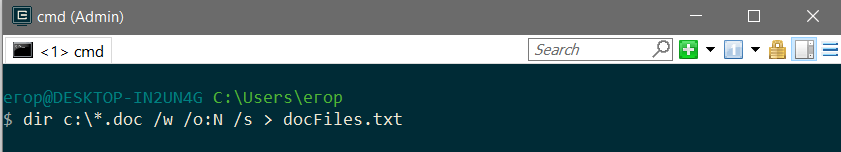 cmd (Admin)
<1> cmd
Search
erop@DESKTOP-IN2UN4G C:\Users\erop
$ dir c:\*.doc /w /o:N /s > docFiles.txt